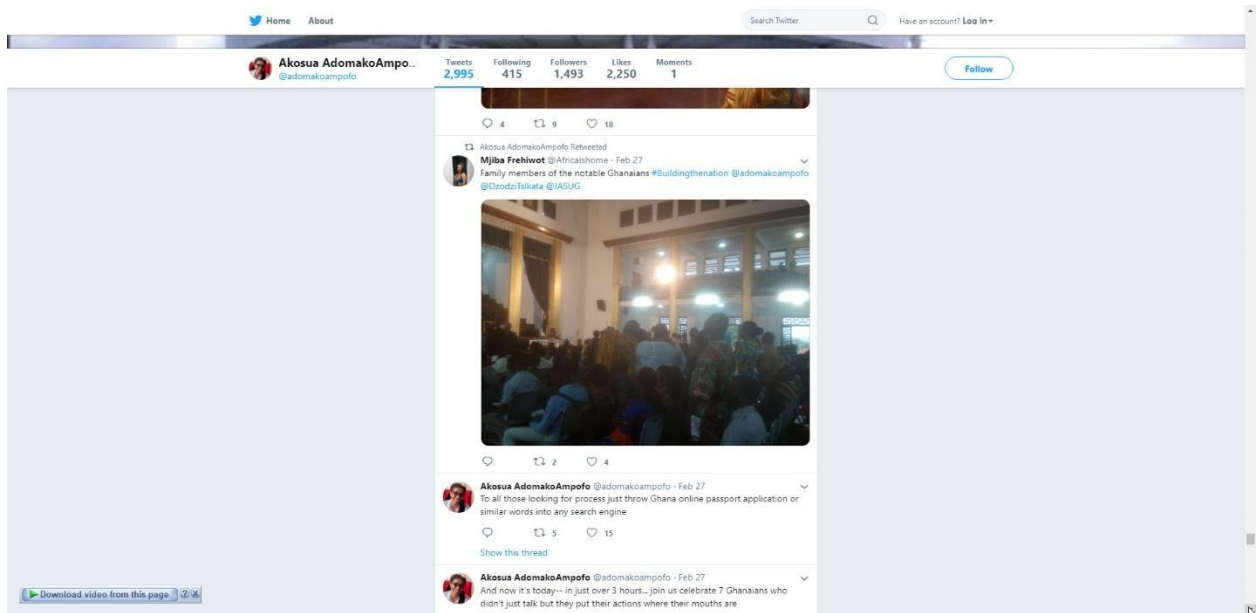 Home About
Search Twitter
Have an account? Log in
Akosua AdomakoAmpo...
@adomakoampofo
Tweets Following Followers Likes Moments
2,995 415 1,493 2,250 1
Follow
4 9 18
Akosua AdomakoAmpofo Retweeted
Mjiba Frehiwot @Africaishome · Feb 27
Family members of the notable Ghanaians #Buildingthenation @adomakoampofo
@DzodziTsikata @IASUG
2 4
Akosua AdomakoAmpofo @adomakoampofo · Feb 27
To all those looking for process just throw Ghana online passport application or
similar words into any search engine
5 15
Show this thread
Akosua AdomakoAmpofo @adomakoampofo · Feb 27
And now it's today-- in just over 3 hours... join us celebrate 7 Ghanaians who
didn't just talk but they put their actions where their mouths are
Download video from this page ? X